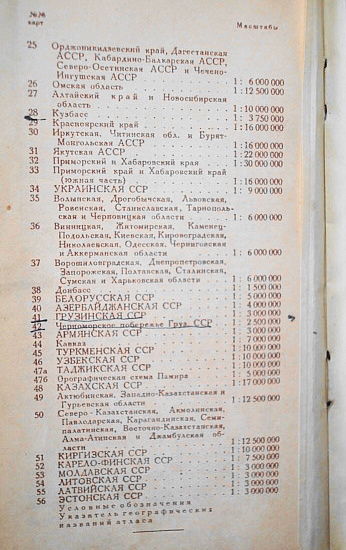 №№
карт
Масштабы
25 Орджоникидзевский край, Дагестанская
АССР, Кабардино-Балкарская АССР,
Северо-Осетинская АССР и Чечено-
Ингушская АССР 1 : 6 000 000
26 Омская область 1 : 12 500 000
27 Алтайский край и Новосибирская
область 1 : 10 000 000
28 Кузбасс 1 : 3 750 000
29 Красноярский край 1 : 16 000 000
30 Иркутская, Читинская обл. и Бурят-
Монгольская АССР 1 : 16 000 000
31 Якутская АССР 1 : 22 000 000
32 Приморский и Хабаровский края 1 : 30 000 000
33 Приморский край и Хабаровский край
(южная часть) 1 : 16 000 000
34 УКРАИНСКАЯ ССР 1 : 9 000 000
35 Волынская, Дрогобычская, Львовская,
Ровенская, Станиславская, Тарнополь-
ская и Черновицкая области 1 : 6 000 000
36 Винницкая, Житомирская, Каменец-
Подольская, Киевская, Кировоградская,
Николаевская, Одесская, Черниговская
и Аккерманская области 1 : 6 000 000
37 Ворошиловградская, Днепропетровская,
Запорожская, Полтавская, Сталинская,
Сумская и Харьковская области 1 : 6 000 000
38 Донбасс 1 : 1 500 000
39 БЕЛОРУССКАЯ ССР 1 : 5 000 000
40 АЗЕРБАЙДЖАНСКАЯ ССР 1 : 4 000 000
41 ГРУЗИНСКАЯ ССР 1 : 3 000 000
42 Черноморское побережье Груз. ССР 1 : 2 500 000
43 АРМЯНСКАЯ ССР 1 : 3 000 000
44 Кавказ 1 : 7 000 000
45 ТУРКМЕНСКАЯ ССР 1 : 10 000 000
46 УЗБЕКСКАЯ ССР 1 : 10 000 000
47а ТАДЖИКСКАЯ ССР 1 : 7 500 000
47б Орографическая схема Памира 1 : 5 000 000
48 КАЗАХСКАЯ ССР 1 : 17 000 000
49 Актюбинская, Западно-Казахстанская и
Гурьевская области 1 : 12 500 000
50 Северо-Казахстанская, Акмолинская,
Павлодарская, Карагандинская, Семи-
палатинская, Восточно-Казахстанская,
Алма-Атинская и Джамбулская об-
ласти 1 : 12 500 000
51 КИРГИЗСКАЯ ССР 1 : 10 000 000
52 КАРЕЛО-ФИНСКАЯ ССР 1 : 7 500 000
53 МОЛДАВСКАЯ ССР 1 : 3 000 000
54 ЛИТОВСКАЯ ССР 1 : 3 000 000
55 ЛАТВИЙСКАЯ ССР 1 : 3 000 000
56 ЭСТОНСКАЯ ССР 1 : 3 000 000
Условные обозначения
Указатель географических
названий атласа